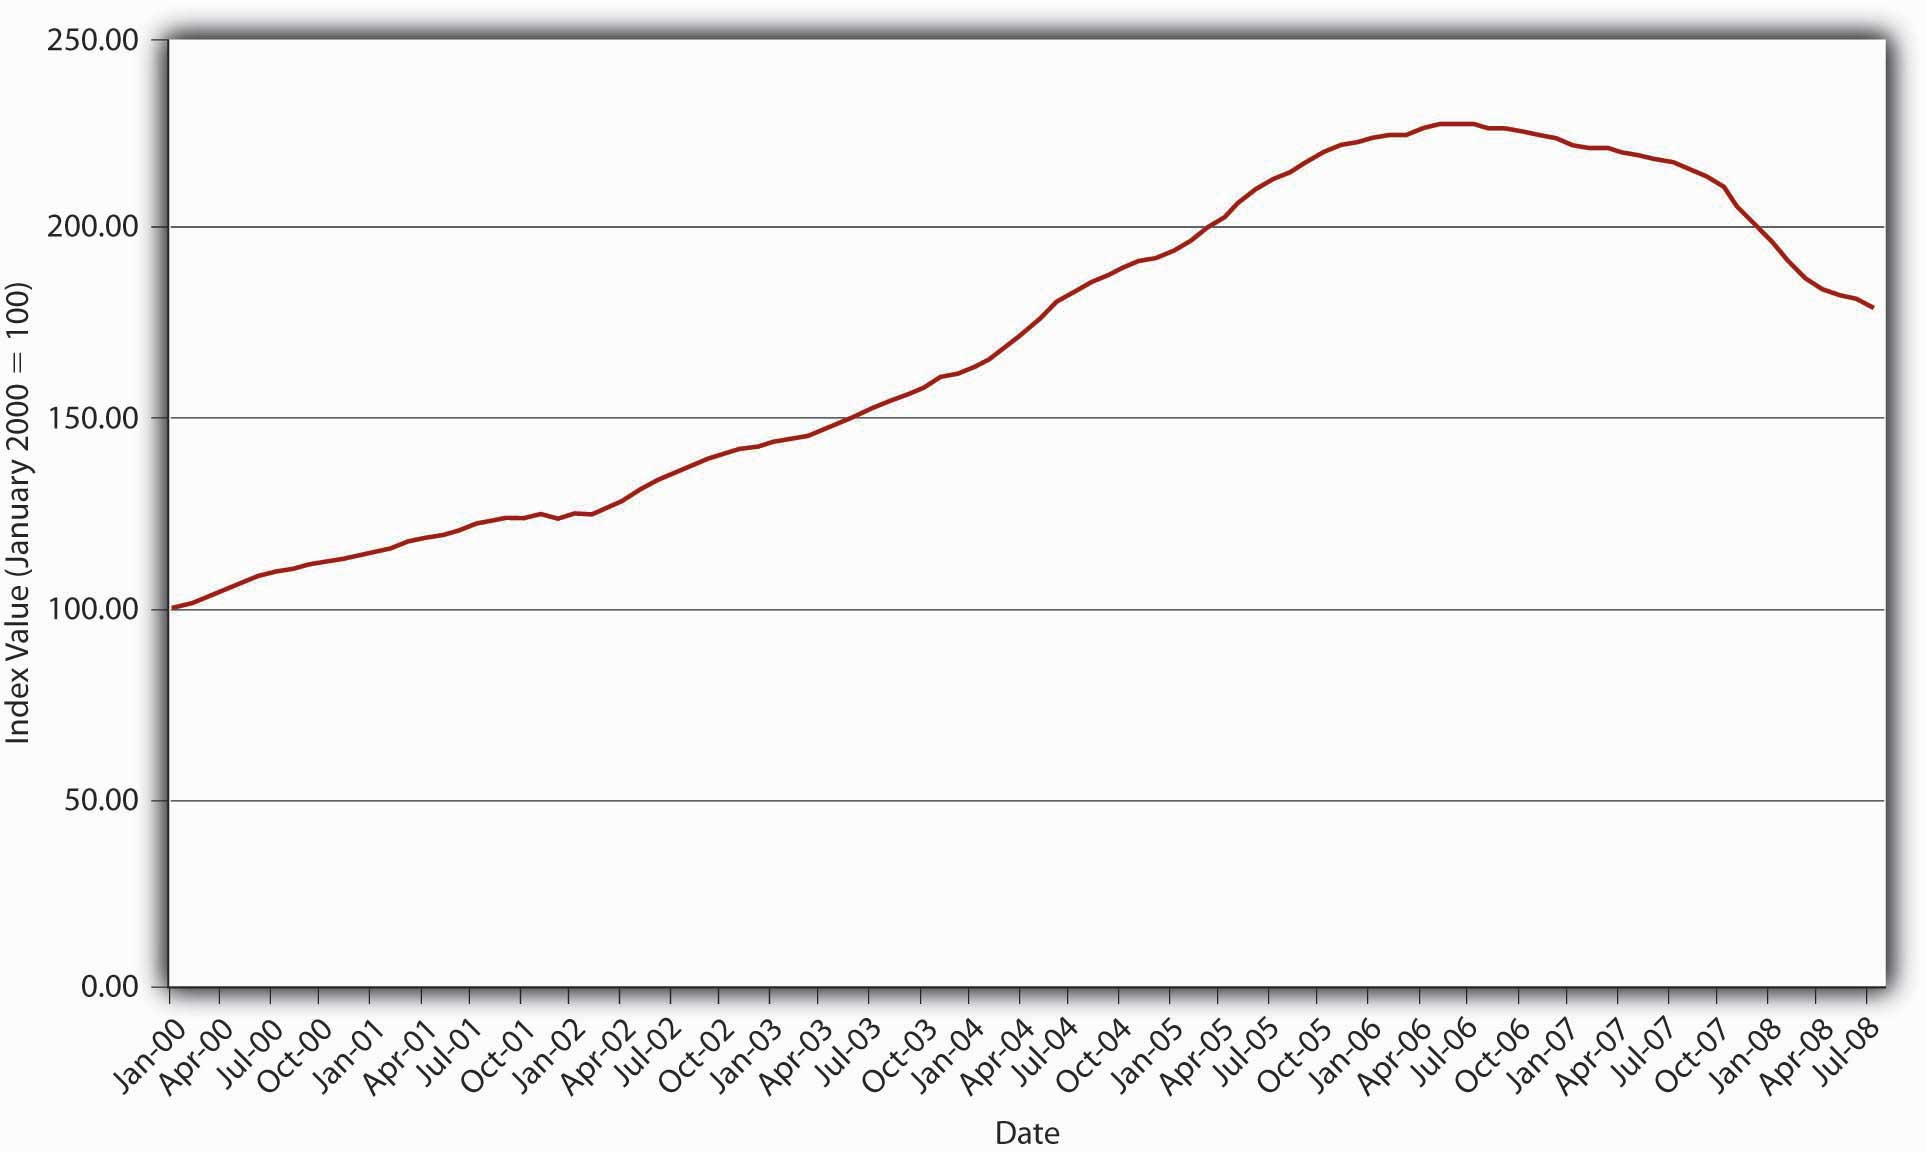 250.00
200.00
150.00
100.00
50.00
0.00
Index Value (January 2000 = 100)
Jan-00
Apr-00
Jul-00
Oct-00
Jan-01
Apr-01
Jul-01
Oct-01
Jan-02
Apr-02
Jul-02
Oct-02
Jan-03
Apr-03
Jul-03
Oct-03
Jan-04
Apr-04
Jul-04
Oct-04
Jan-05
Apr-05
Jul-05
Oct-05
Jan-06
Apr-06
Jul-06
Oct-06
Jan-07
Apr-07
Jul-07
Oct-07
Jan-08
Apr-08
Jul-08
Date